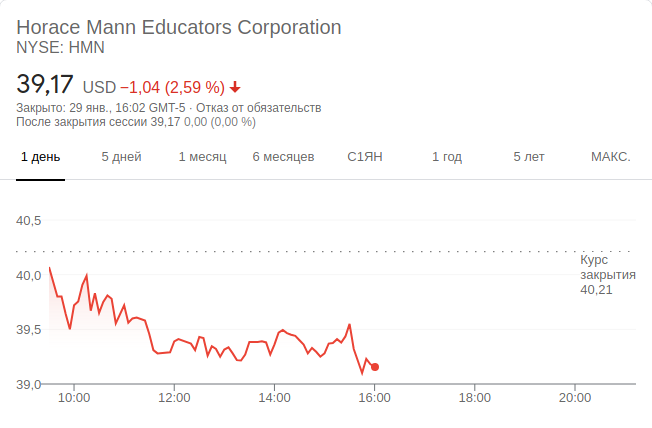 Horace Mann Educators Corporation
NYSE: HMN
39,17 USD −1,04 (2,59 %)
Закрыто: 29 янв., 16:02 GMT-5 · Отказ от обязательств
После закрытия сессии 39,17 0,00 (0,00 %)
1 день 5 дней 1 месяц 6 месяцев С1ЯН 1 год 5 лет МАКС.
40,5
Курс
закрытия
40,21
40,0
39,5
39,0
10:00 12:00 14:00 16:00 18:00 20:00